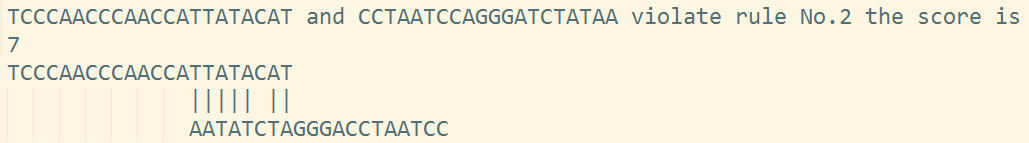 TCCCAACCCAACCATTATACAT and CCTAATCCAGGGATCTATAA violate rule No.2 the score is
7
TCCCAACCCAACCATTATACAT
||||| ||
AATATCTAGGGACCTAATCC